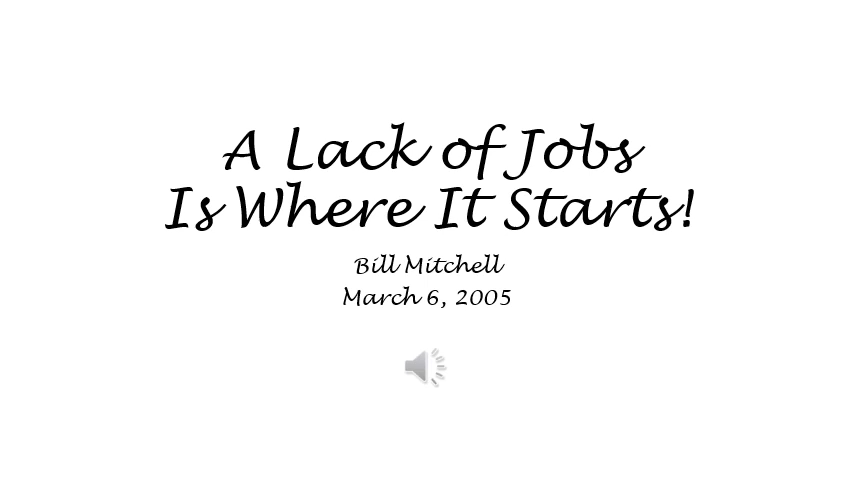 A Lack of Jobs
Is Where It Starts!
Bill Mitchell
March 6, 2005